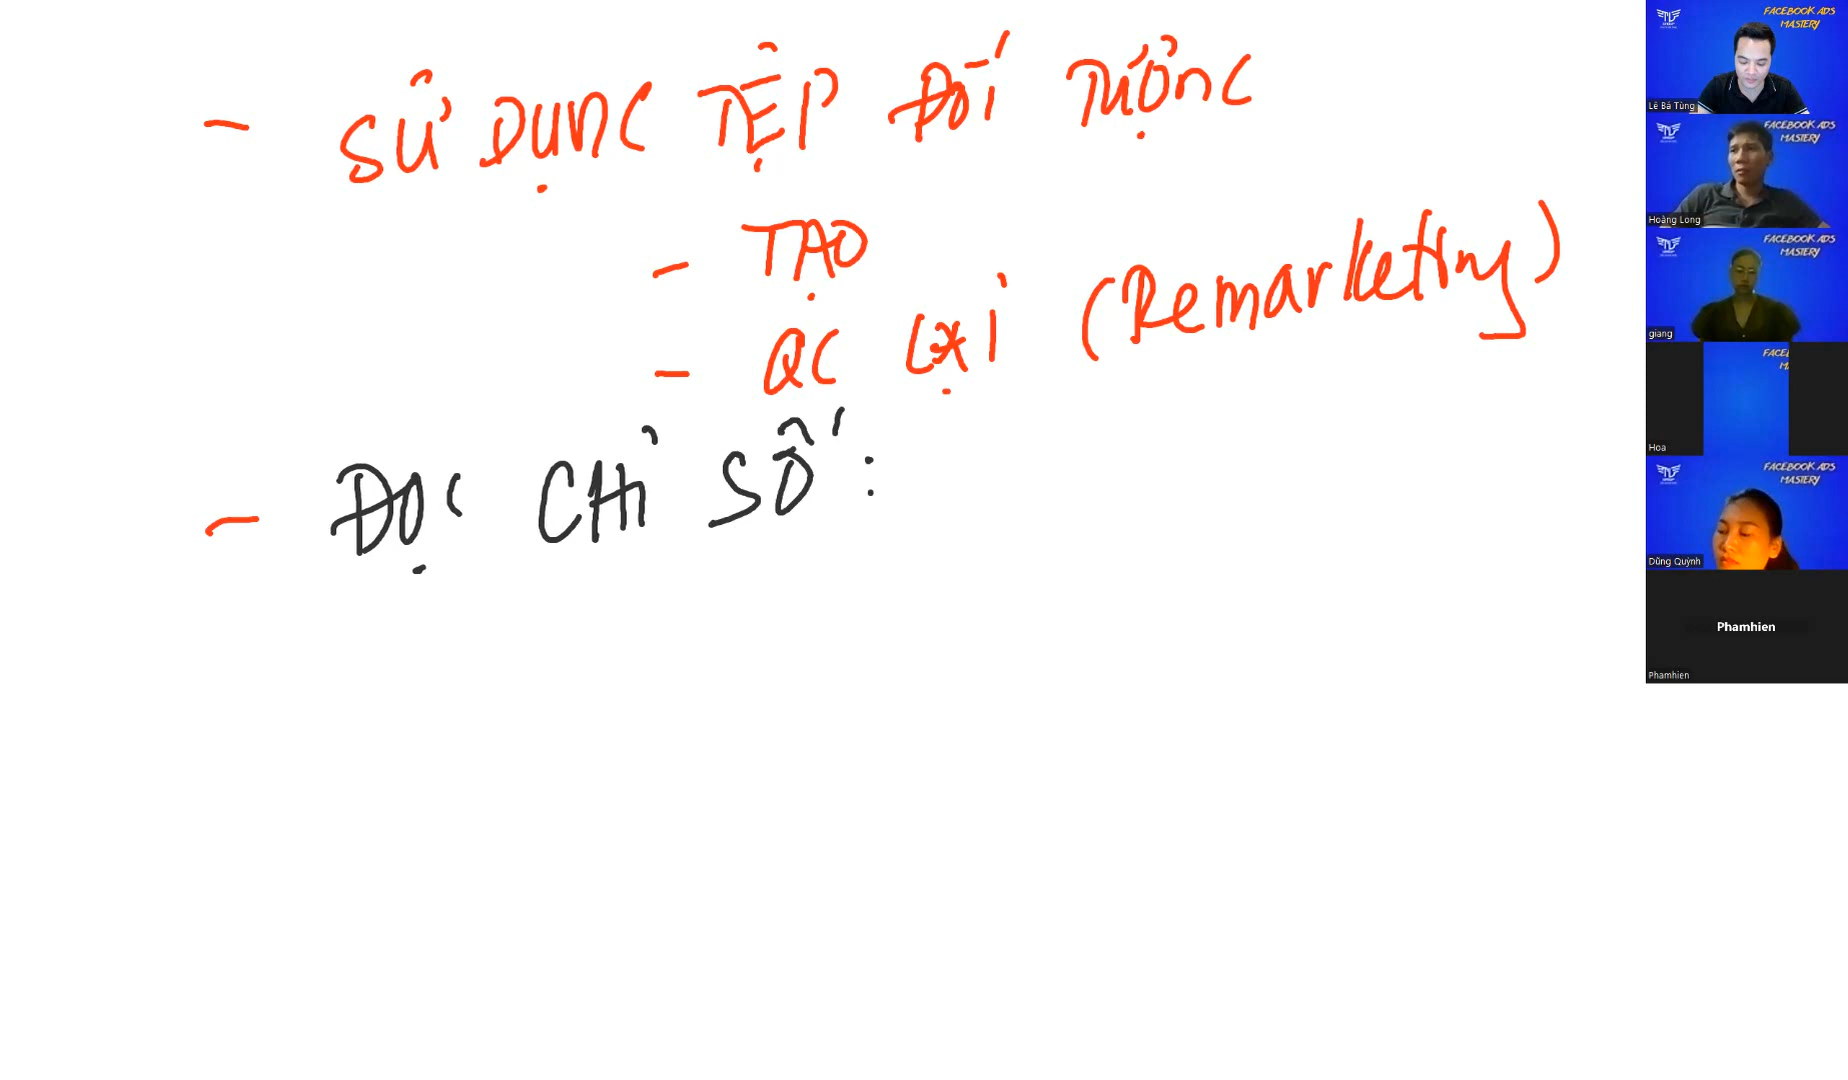 - SỬ DỤNG TỆP ĐỐI TƯỢNG
- TẠO
- QC LẠI (Remarketing)
- ĐỌC CHỈ SỐ:
FACEBOOK ADS
MASTERY
Lê Bá Tùng
FACEBOOK ADS
MASTERY
Hoàng Long
FACEBOOK ADS
MASTERY
giang
FACE
M
Hoa
FACEBOOK ADS
MASTERY
Dũng Quỳnh
Phamhien
Phamhien